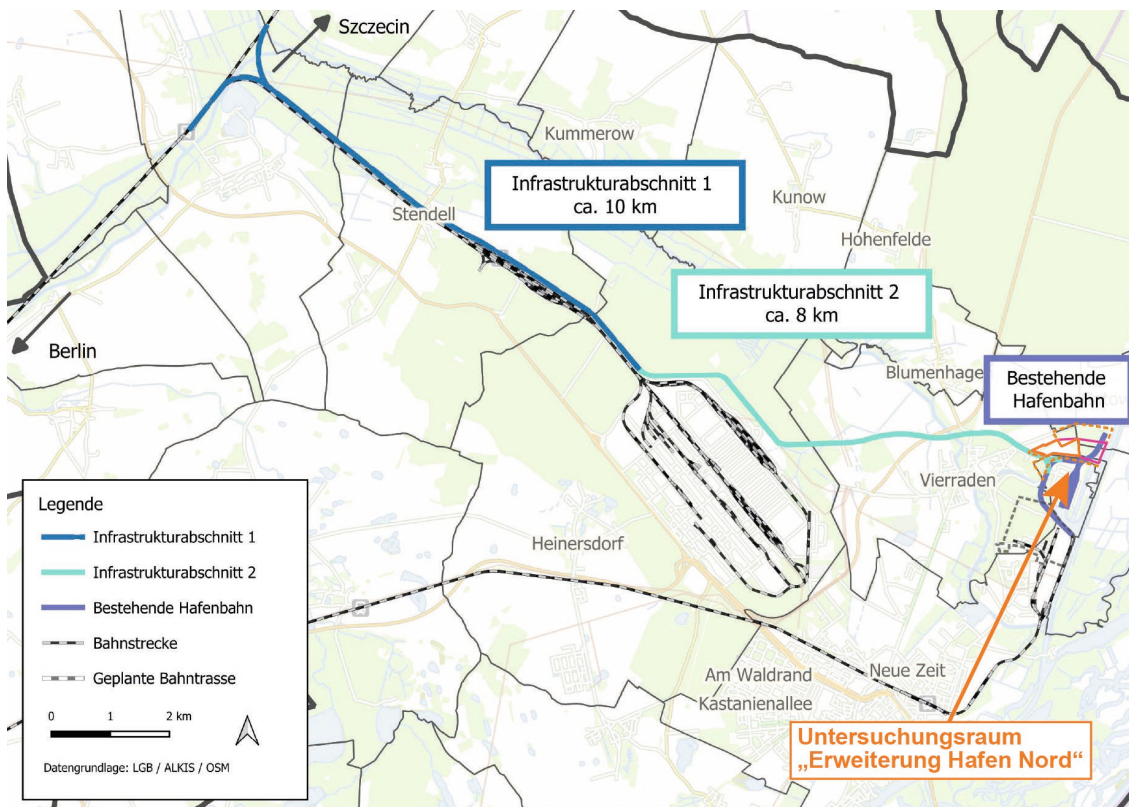 Szczecin
Kummerow
Infrastrukturabschnitt 1
ca. 10 km
Kunow
Stendell
Hohenfelde
Infrastrukturabschnitt 2
ca. 8 km
Berlin
Blumenhage
Bestehende
Hafenbahn
Vierraden
Legende
Infrastrukturabschnitt 1
Infrastrukturabschnitt 2
Bestehende Hafenbahn
Bahnstrecke
Geplante Bahntrasse
0 1 2 km
Datengrundlage: LGB / ALKIS / OSM
Heinersdorf
Am Waldrand
Neue Zeit
Kastanienallee
Untersuchungsraum
„Erweiterung Hafen Nord“